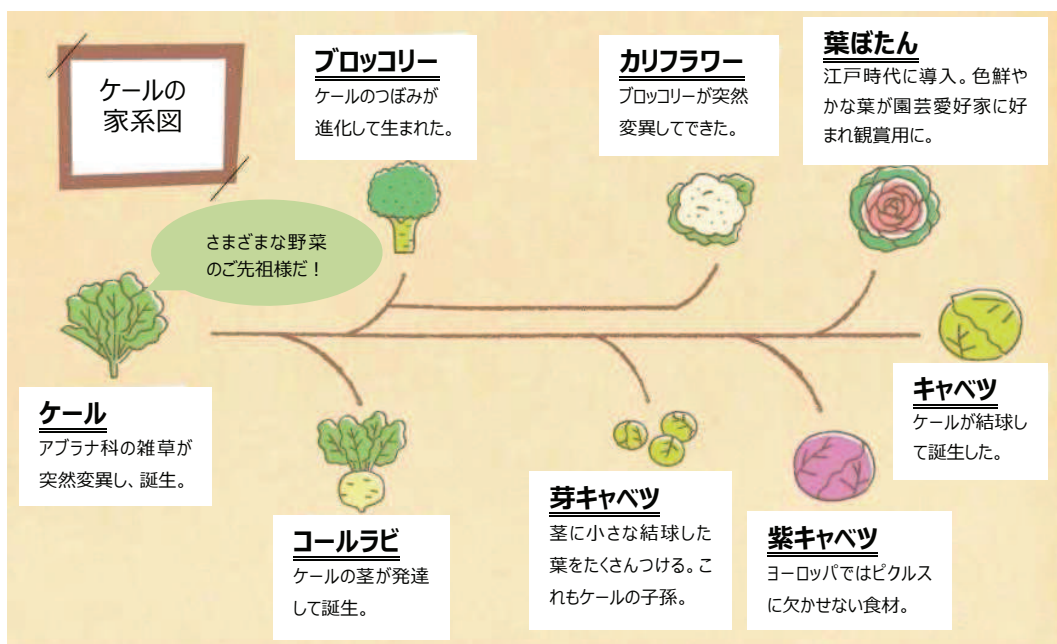 ケールの
家系図
ブロッコリー
ケールのつぼみが
進化して生まれた。
カリフラワー
ブロッコリーが突然
変異してできた。
葉ぼたん
江戸時代に導入。色鮮や
かな葉が園芸愛好家に好
まれ観賞用に。
さまざまな野菜
のご先祖様だ！
ケール
アブラナ科の雑草が
突然変異し、誕生。
コールラビ
ケールの茎が発達
して誕生。
芽キャベツ
茎に小さな結球した
葉をたくさんつける。こ
れもケールの子孫。
紫キャベツ
ヨーロッパではピクルス
に欠かせない食材。
キャベツ
ケールが結球し
て誕生した。